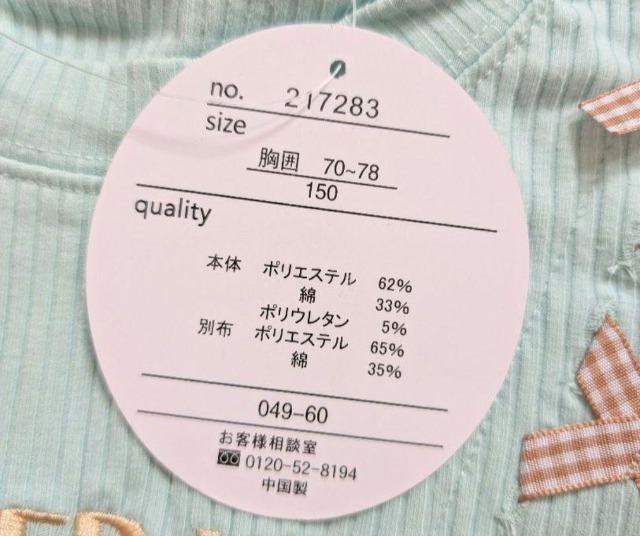 no. 217283
size
胸囲 70~78
150
quality
本体 ポリエステル 62%
綿 33%
ポリウレタン 5%
別布 ポリエステル 65%
綿 35%
049-60
お客様相談室
0120-52-8194
中国製